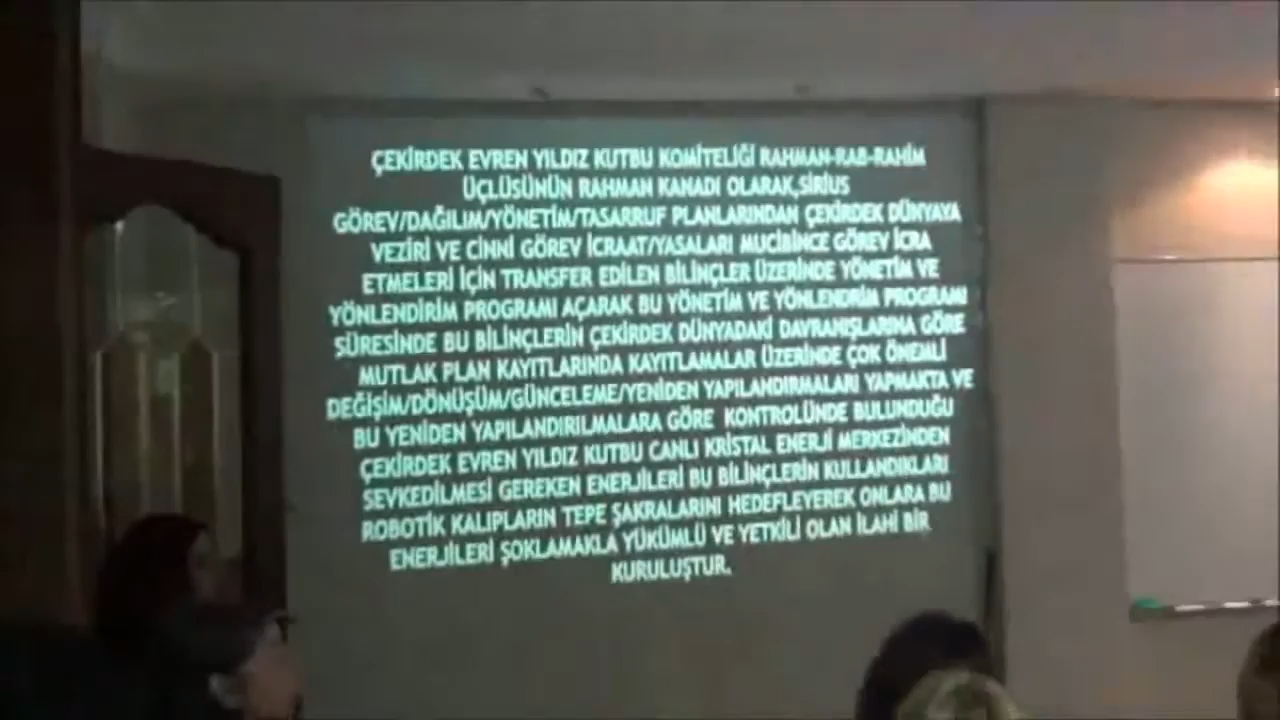 ÇEKİRDEK EVREN YILDIZ KUTBU KOMİTELİĞİ RAHMAN-RAB-RAHİM
ÜÇLÜSÜNÜN RAHMAN KANADI OLARAK,SİRİUS
GÖREV/DAĞILIM/YÖNETİM/TASARRUF PLANLARINDAN ÇEKİRDEK DÜNYAYA
VEZİRİ VE CİNNİ GÖREV İCRAAT/YASALARI MUCİBİNCE GÖREV İCRA
ETMELERİ İÇİN TRANSFER EDİLEN BİLİNÇLER ÜZERİNDE YÖNETİM VE
YÖNLENDİRİM PROGRAMI AÇARAK BU YÖNETİM VE YÖNLENDİRİM PROGRAMI
SÜRESİNDE BU BİLİNÇLERİN ÇEKİRDEK DÜNYADAKİ DAVRANIŞLARINA GÖRE
MUTLAK PLAN KAYITLARINDA KAYITLAMALAR ÜZERİNDE ÇOK ÖNEMLİ
DEĞİŞİM/DÖNÜŞÜM/GÜNCELEME/YENİDEN YAPILANDIRMALARI YAPMAKTA VE
BU YENİDEN YAPILANDIRILMALARA GÖRE KONTROLÜNDE BULUNDUĞU
ÇEKİRDEK EVREN YILDIZ KUTBU CANLI KRİSTAL ENERJİ MERKEZİNDEN
SEVKEDİLMESİ GEREKEN ENERJİLERİ BU BİLİNÇLERİN KULLANDIKLARI
ROBOTİK KALIPLARIN TEPE ŞAKRALARINI HEDEFLEYEREK ONLARA BU
ENERJİLERİ ŞOKLAMAKLA YÜKÜMLÜ VE YETKİLİ OLAN İLAHİ BİR
KURULUŞTUR.